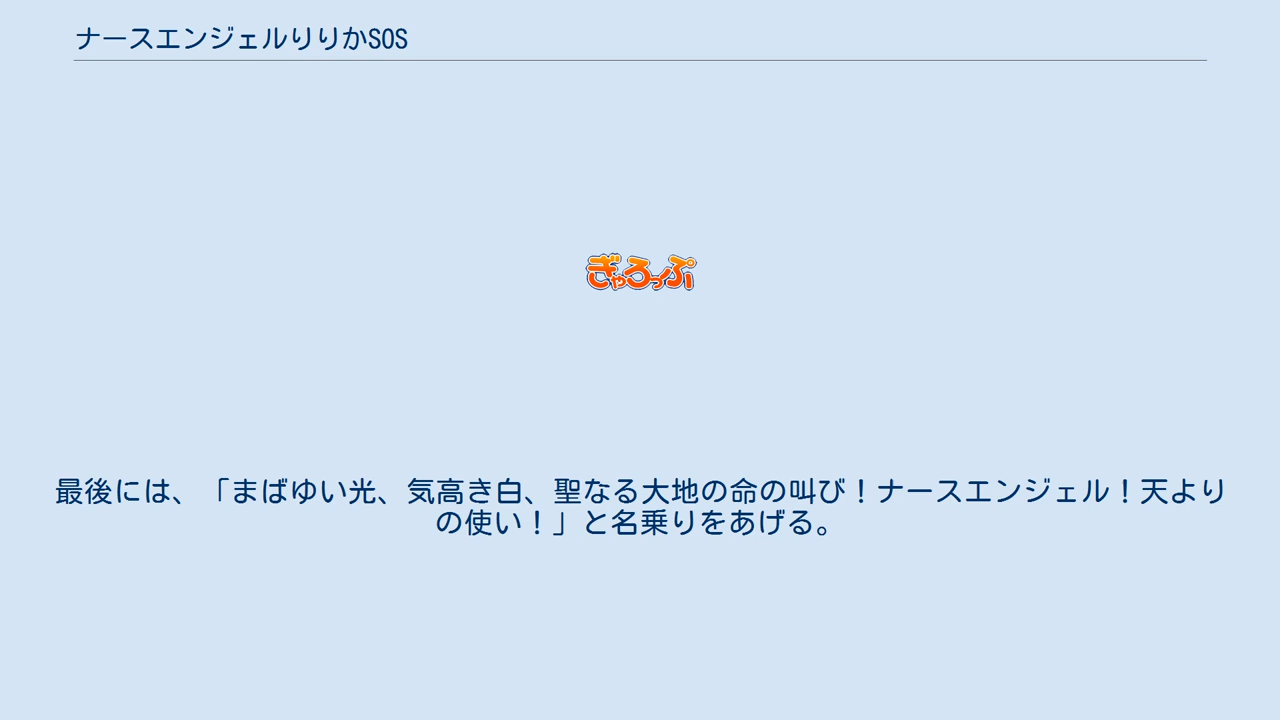 ナースエンジェルりりかSOS
ぎゃろっぷ
最後には、「まばゆい光、気高き白、聖なる大地の命の叫び！ナースエンジェル！天より
の使い！」と名乗りをあげる。